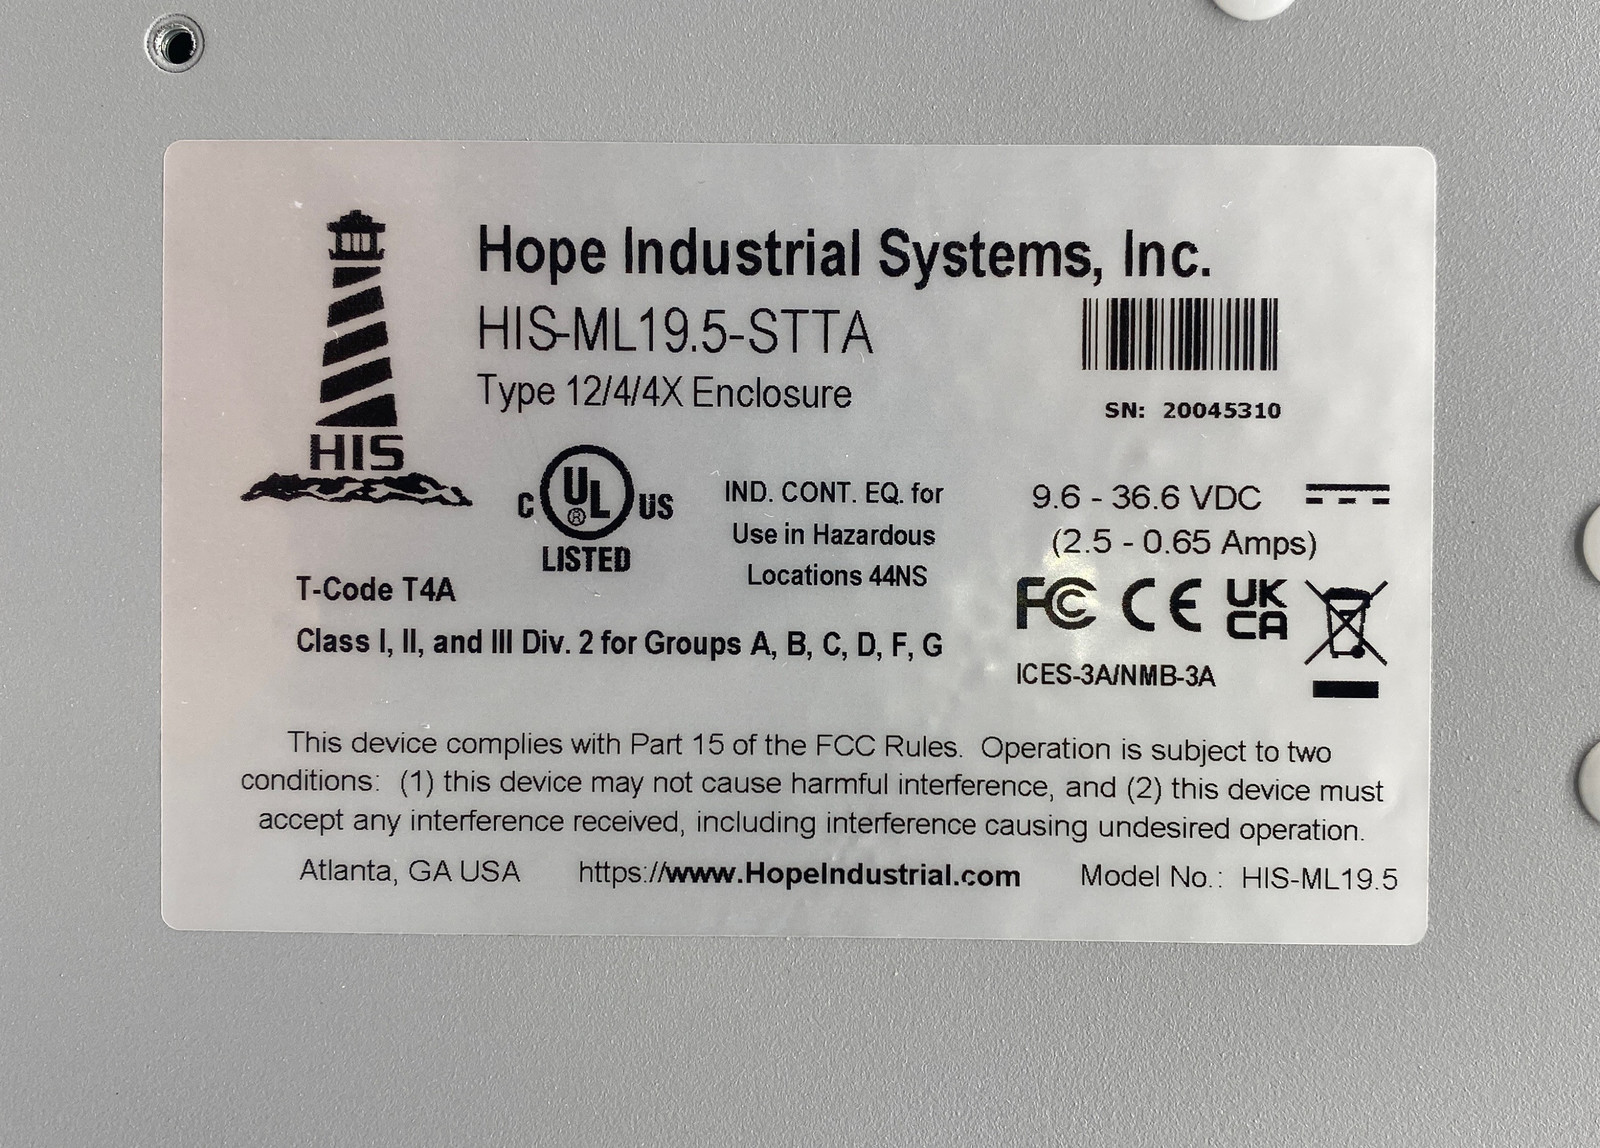 Hope Industrial Systems, Inc.
HIS-ML19.5-STTA
Type 12/4/4X Enclosure
SN: 20045310
HIS
C UL ® US
LISTED
IND. CONT. EQ. for
Use in Hazardous
Locations 44NS
9.6 - 36.6 VDC
(2.5 - 0.65 Amps)
T-Code T4A
Class I, II, and III Div. 2 for Groups A, B, C, D, F, G
FC CE UK
CA
ICES-3A/NMB-3A
This device complies with Part 15 of the FCC Rules. Operation is subject to two
conditions: (1) this device may not cause harmful interference, and (2) this device must
accept any interference received, including interference causing undesired operation.
Atlanta, GA USA https://www.HopeIndustrial.com Model No.: HIS-ML19.5